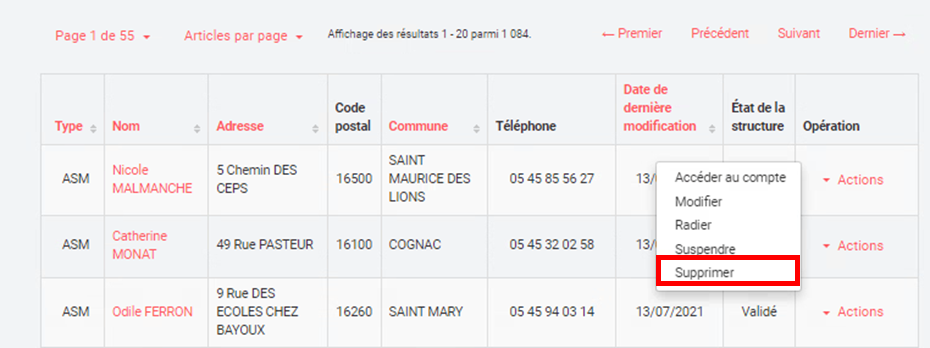 Page 1 de 55 Articles par page Affichage des résultats 1 - 20 parmi 1 084. ← Premier Précédent Suivant Dernier →
Date de
dernière
modification
Code
postal
État de la
structure
Type Nom Adresse Commune Téléphone Opération
ASM
Nicole
MALMANCHE
5 Chemin DES
CEPS
16500
SAINT
MAURICE DES
LIONS
05 45 85 56 27
13/0
Actions
Accéder au compte
Modifier
Radier
Suspendre
Supprimer
ASM
Catherine
MONAT
49 Rue PASTEUR
16100
COGNAC
05 45 32 02 58
13/0
Actions
ASM
Odile FERRON
9 Rue DES
ECOLES CHEZ
BAYOUX
16260
SAINT MARY
05 45 94 03 14
13/07/2021
Validé
Actions